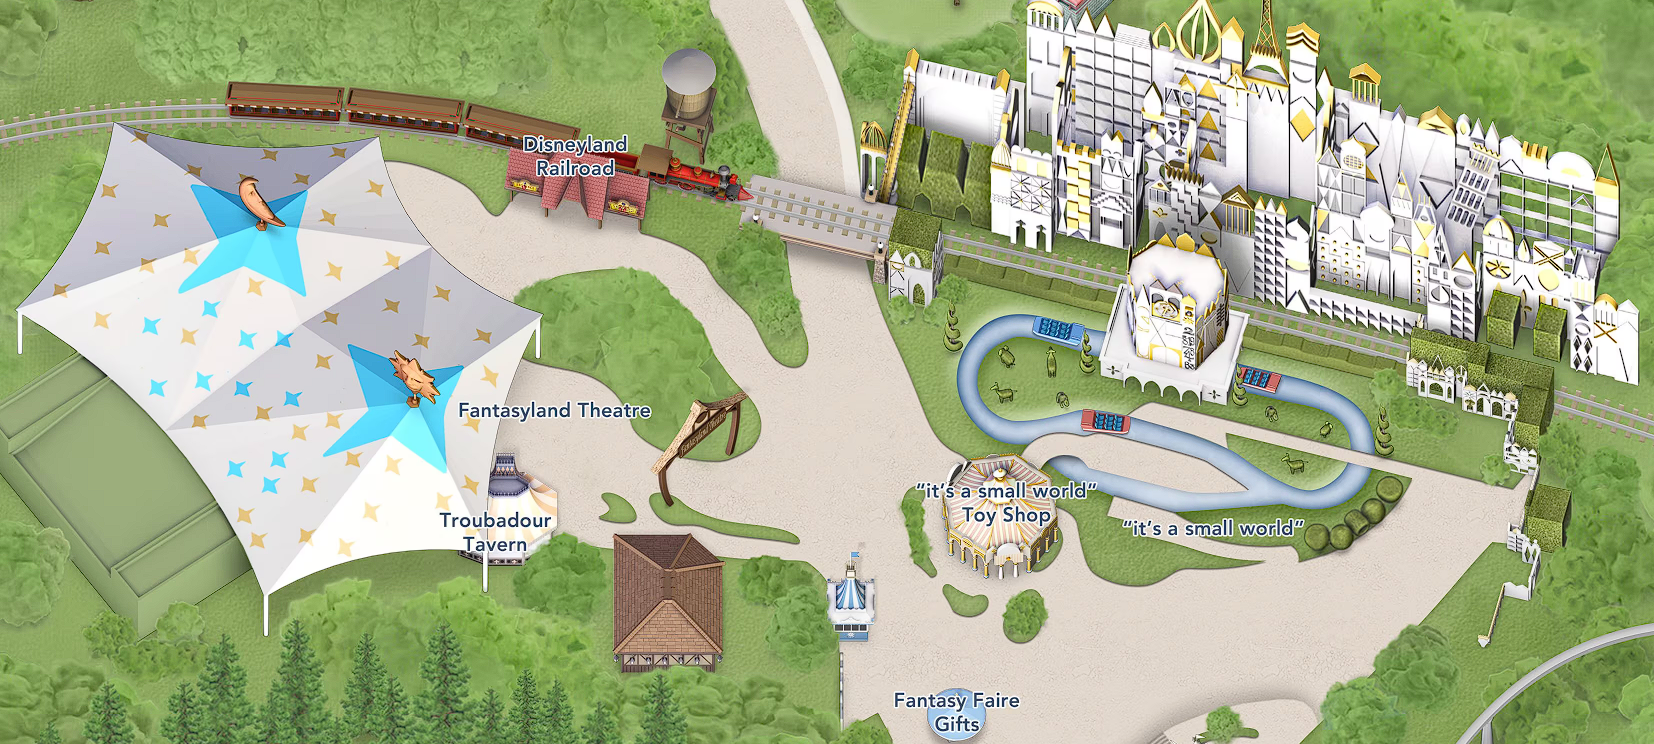 Disneyland
Railroad
Fantasyland Theatre
Troubadour
Tavern
“it’s a small world”
Toy Shop
“it’s a small world”
Fantasy Faire
Gifts